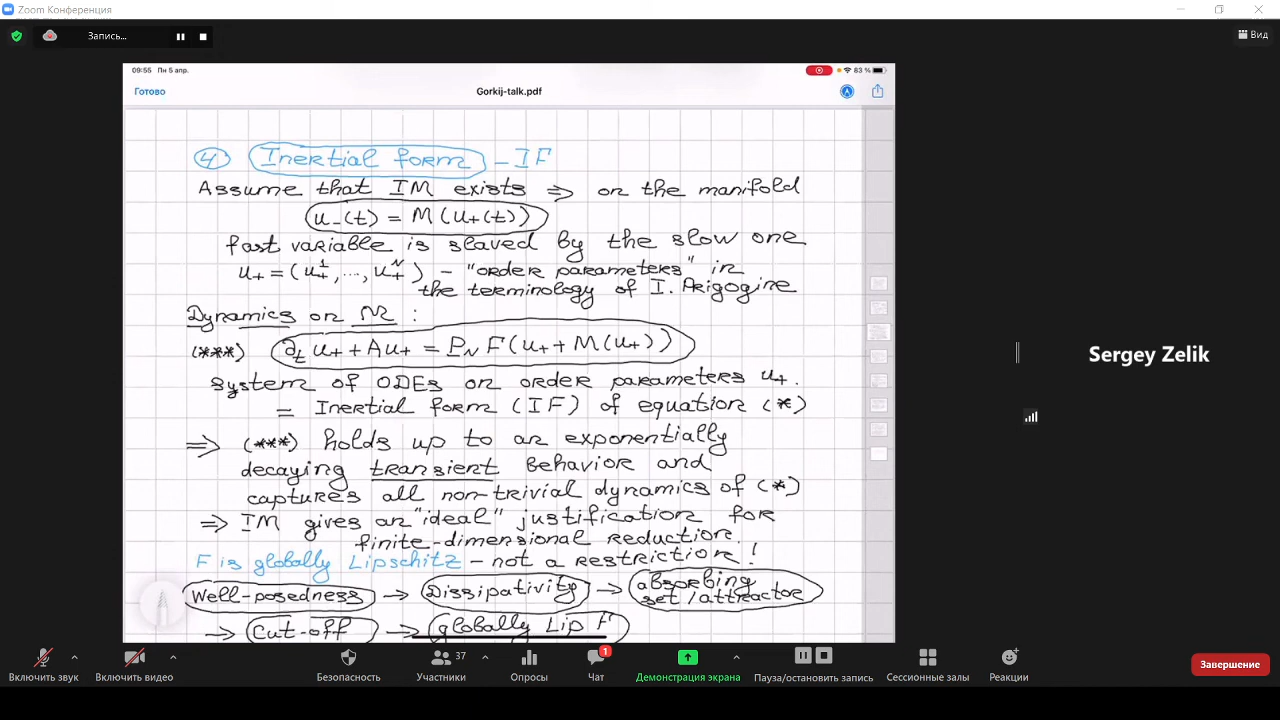 Zoom Конференция
Запись...
Вид
09:55 Пн 5 апр.
83 %
Готово
Gorkij-talk.pdf
4 Inertial form - IF
Assume that IM exists ⇒ on the manifold
u₋(t) = M(u₊(t))
fast variable is slaved by the slow one
u₊ = (u₊¹, ..., u₊ᴺ) - "order parameters" in
the terminology of I. Prigogine
Dynamics on M :
(***) ∂ₜu₊ + Au₊ = P_N F(u₊ + M(u₊))
system of ODEs on order parameters u₊.
= Inertial form (IF) of equation (*)
⇒ (***) holds up to an exponentially
decaying transient behavior and
captures all non-trivial dynamics of (*)
⇒ IM gives an "ideal" justification for
finite-dimensional reduction.
F is globally Lipschitz - not a restriction!
Well-posedness → Dissipativity → absorbing set/attractor
→ Cut-off → globally Lip F
Sergey Zelik
Включить звук
Включить видео
Безопасность
37
Участники
Опросы
1
Чат
Демонстрация экрана
Пауза/остановить запись
Сессионные залы
Реакции
Завершение